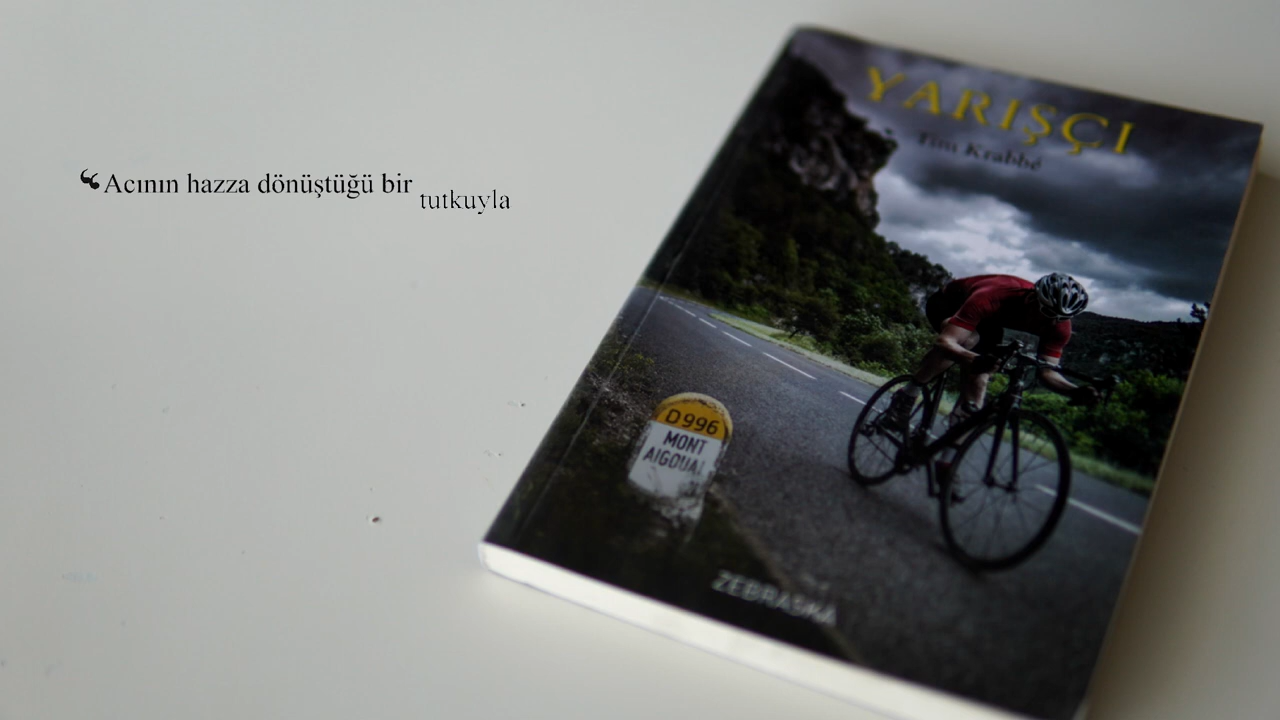 ❛Acının hazza dönüştüğü bir tutkuyla
YARIŞÇI
Tim Krabbé
D996
MONT
AIGOUAL
ZEBRASKA